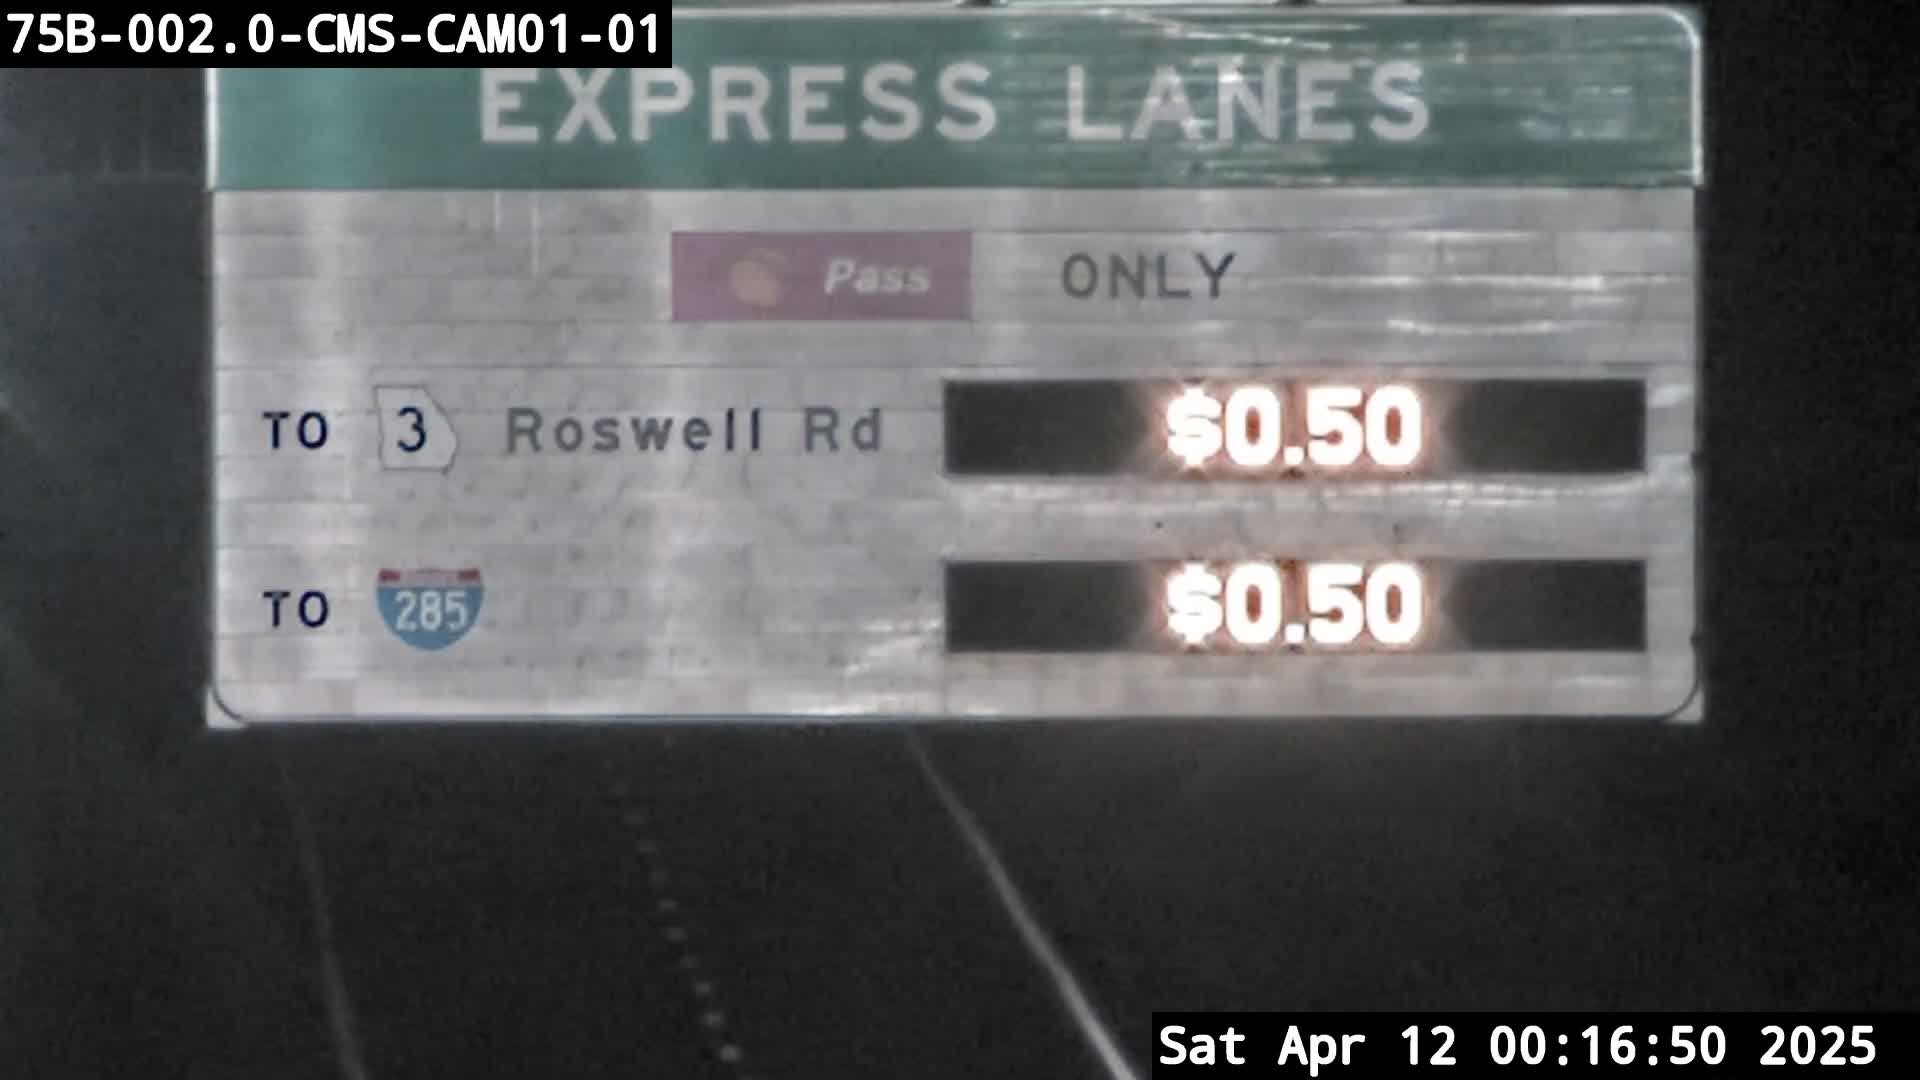 75B-002.0-CMS-CAM01-01
EXPRESS LANES
Pass ONLY
TO 3 Roswell Rd $0.50
TO 285 $0.50
Sat Apr 12 00:16:50 2025